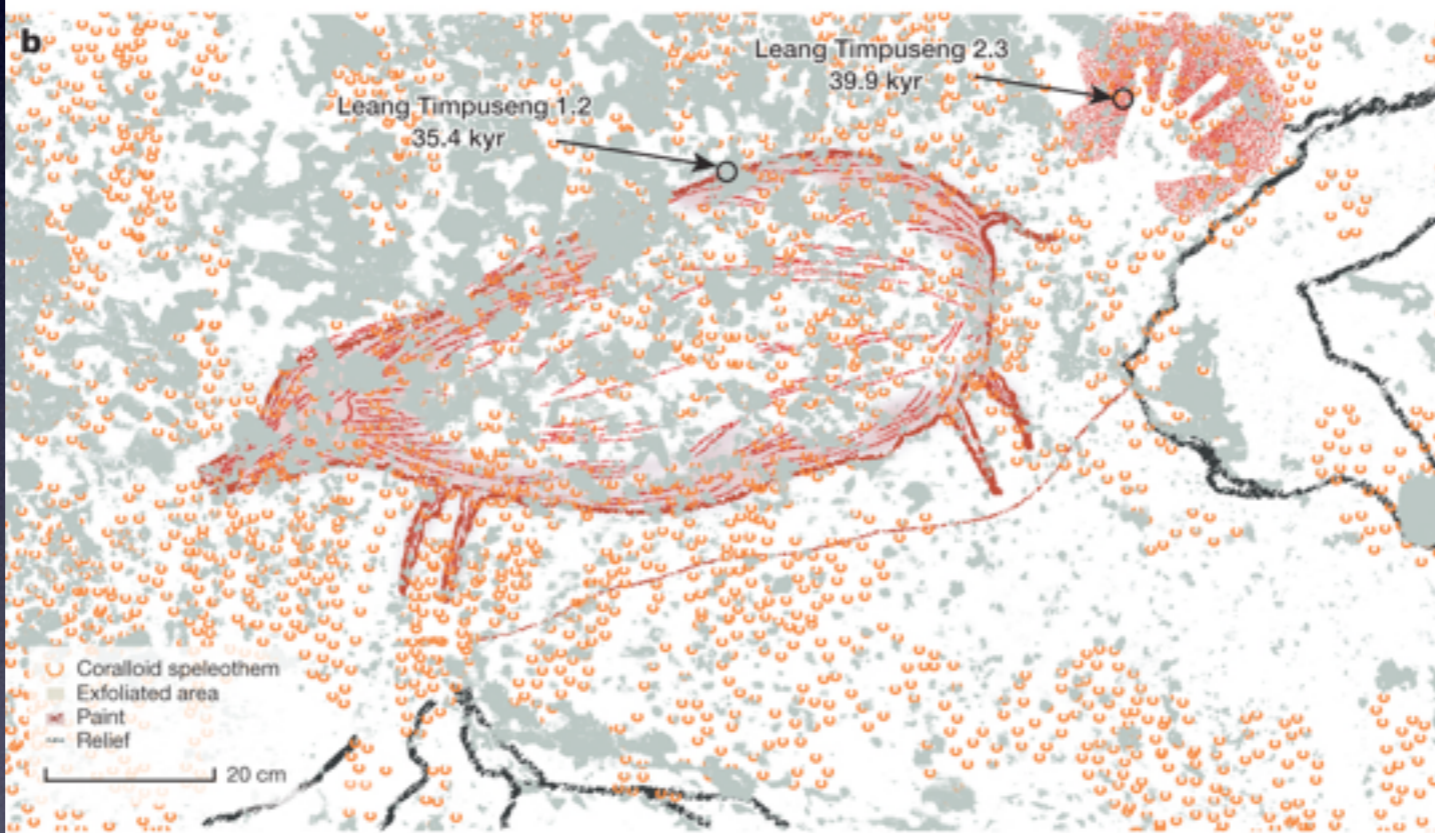 b
Leang Timpuseng 2.3
39.9 kyr
Leang Timpuseng 1.2
35.4 kyr
Coralloid speleothem
Exfoliated area
Paint
Relief
20 cm